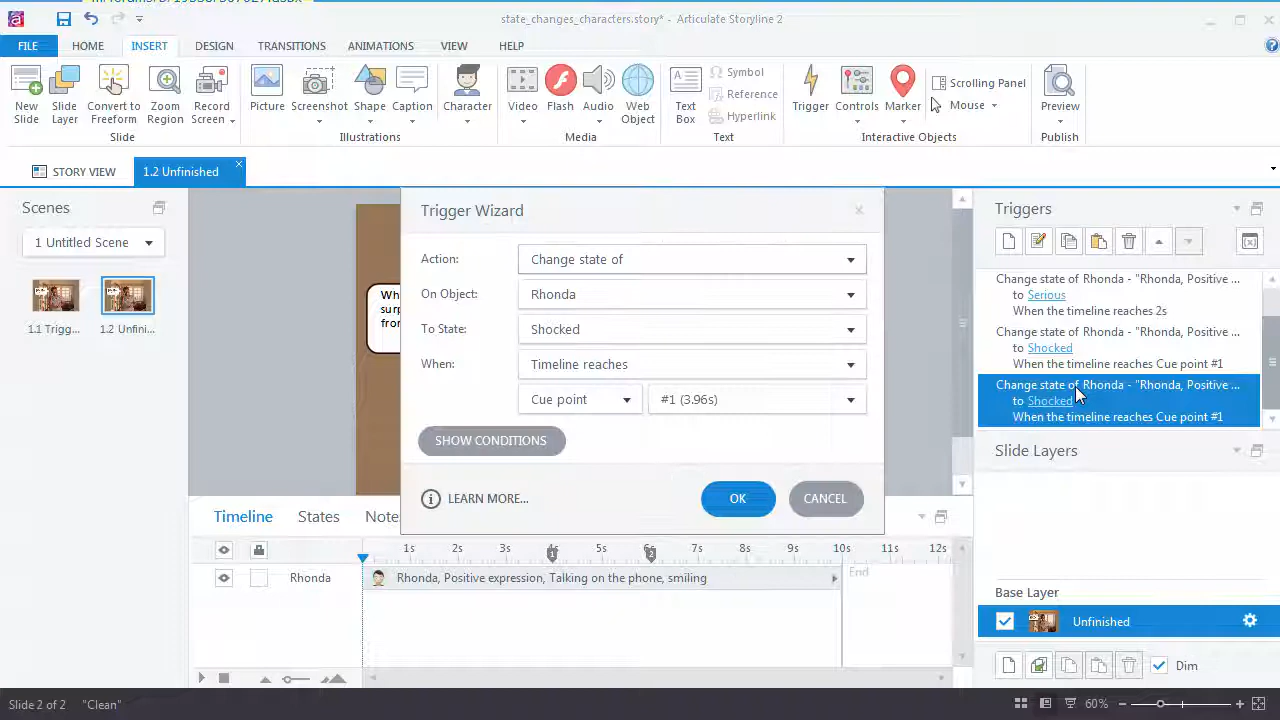 state_changes_characters.story* - Articulate Storyline 2
FILE HOME INSERT DESIGN TRANSITIONS ANIMATIONS VIEW HELP
New Slide
Slide Layer
Convert to Freeform
Zoom Region
Record Screen
Slide
Picture
Screenshot
Shape
Caption
Illustrations
Character
Video
Flash
Audio
Web Object
Media
Text Box
Symbol
Reference
Hyperlink
Text
Trigger
Controls
Marker
Scrolling Panel
Mouse
Interactive Objects
Preview
Publish
STORY VIEW
1.2 Unfinished
Scenes
1 Untitled Scene
1.1 Trigg...
1.2 Unfini...
Trigger Wizard
Action: Change state of
On Object: Rhonda
To State: Shocked
When: Timeline reaches
Cue point #1 (3.96s)
SHOW CONDITIONS
LEARN MORE...
OK CANCEL
Triggers
Change state of Rhonda - "Rhonda, Positive ...
to Serious
When the timeline reaches 2s
Change state of Rhonda - "Rhonda, Positive ...
to Shocked
When the timeline reaches Cue point #1
Change state of Rhonda - "Rhonda, Positive ...
to Shocked
When the timeline reaches Cue point #1
Slide Layers
Base Layer
Unfinished
Dim
Timeline States
1s 2s 3s 4s 5s 6s 7s 8s 9s 10s 11s 12s
1 2
Rhonda
Rhonda, Positive expression, Talking on the phone, smiling
End
Slide 2 of 2 "Clean"
60%